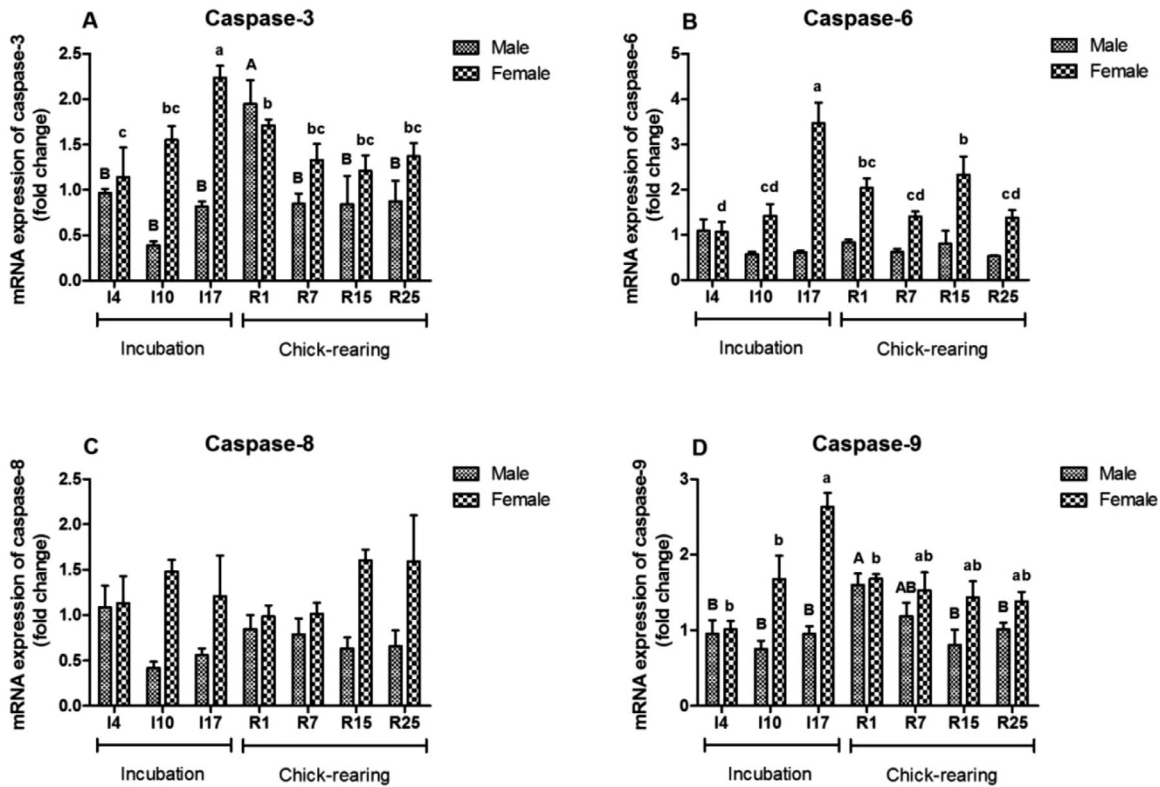 A
Caspase-3
mRNA expression of caspase-3
(fold change)
2.5
2.0
1.5
1.0
0.5
0.0
Male
Female
B c B bc B a A b B bc B bc B bc
I4 I10 I17 R1 R7 R15 R25
Incubation Chick-rearing
B
Caspase-6
mRNA expression of caspase-6
(fold change)
5
4
3
2
1
0
Male
Female
d cd a bc cd b cd
I4 I10 I17 R1 R7 R15 R25
Incubation Chick-rearing
C
Caspase-8
mRNA expression of caspase-8
(fold change)
2.5
2.0
1.5
1.0
0.5
0.0
Male
Female
I4 I10 I17 R1 R7 R15 R25
Incubation Chick-rearing
D
Caspase-9
mRNA expression of caspase-9
(fold change)
3
2
1
0
Male
Female
B b B b B a A b AB ab B ab B ab
I4 I10 I17 R1 R7 R15 R25
Incubation Chick-rearing